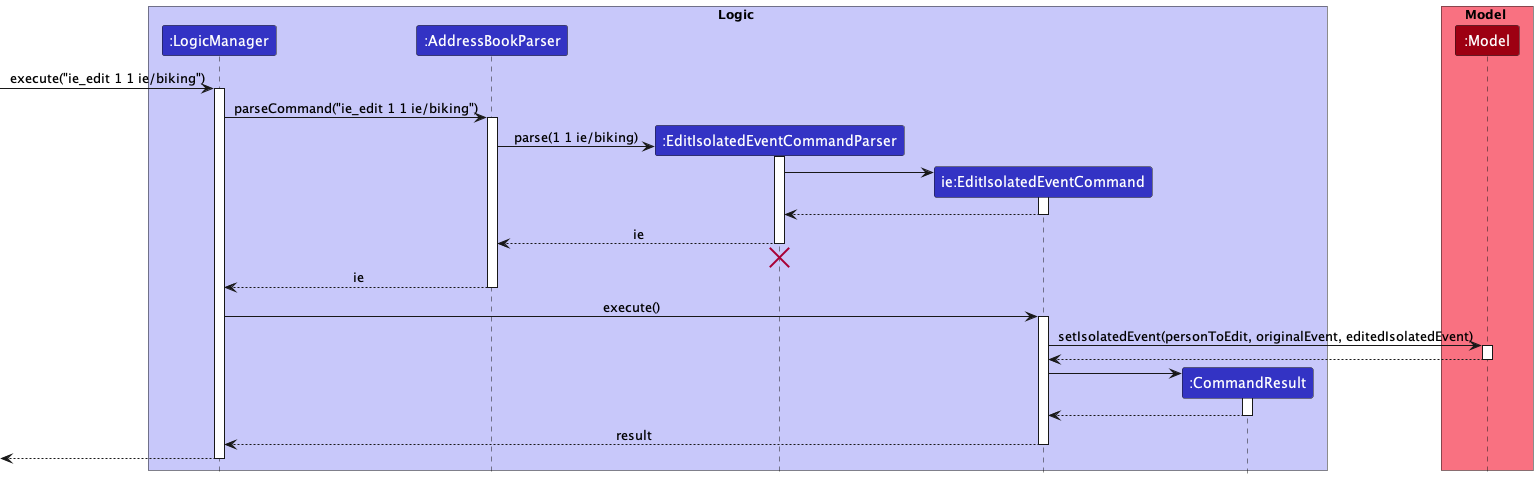 Logic
Model
:LogicManager
:AddressBookParser
:Model
execute("ie_edit 1 1 ie/biking")
parseCommand("ie_edit 1 1 ie/biking")
parse(1 1 ie/biking)
:EditIsolatedEventCommandParser
ie:EditIsolatedEventCommand
ie
ie
execute()
setIsolatedEvent(personToEdit, originalEvent, editedIsolatedEvent)
:CommandResult
result